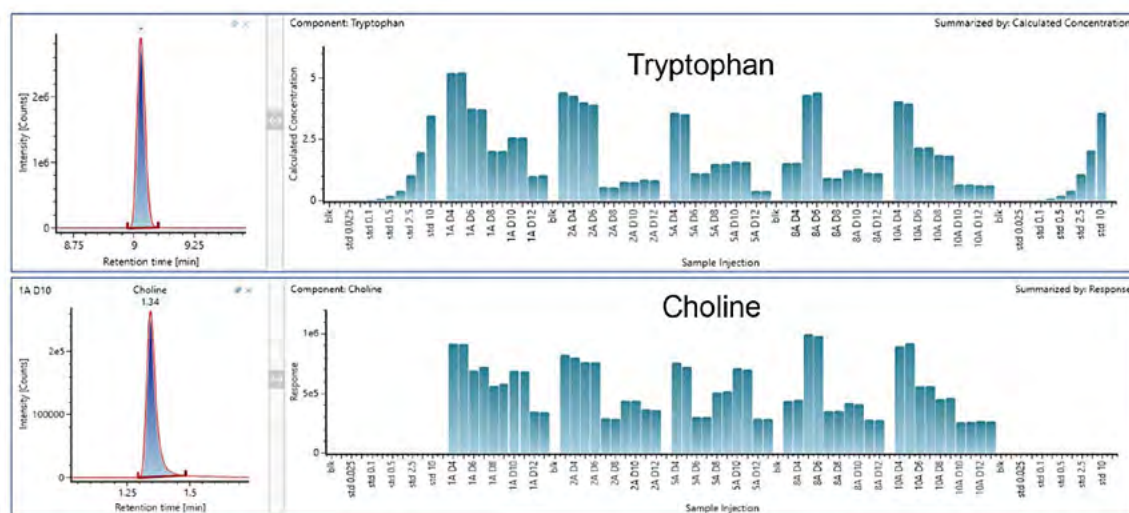 Component: Tryptophan
Summarized by: Calculated Concentration
Tryptophan
Intensity [Counts]
2e6
1e6
0
8.75
9
9.25
Retention time [min]
Calculated Concentration
5
2.5
0
blk
std 0.025
std 0.1
std 0.5
std 2.5
std 10
1A D4
1A D6
1A D8
1A D10
1A D12
blk
2A D4
2A D6
2A D8
2A D10
2A D12
blk
5A D4
5A D6
5A D8
5A D10
5A D12
blk
8A D4
8A D6
8A D8
8A D10
8A D12
10A D4
10A D6
10A D8
10A D10
10A D12
blk
std 0.025
std 0.1
std 0.5
std 2.5
std 10
Sample Injection
1A D10
Choline
1.34
Component: Choline
Summarized by: Response
Choline
Intensity [Counts]
2e5
100000
0
1.25
1.5
Retention time [min]
Response
1e6
5e5
0
blk
std 0.025
std 0.1
std 0.5
std 2.5
std 10
1A D4
1A D6
1A D8
1A D10
1A D12
blk
2A D4
2A D6
2A D8
2A D10
2A D12
blk
5A D4
5A D6
5A D8
5A D10
5A D12
blk
8A D4
8A D6
8A D8
8A D10
8A D12
10A D4
10A D6
10A D8
10A D10
10A D12
blk
std 0.025
std 0.1
std 0.5
std 2.5
std 10
Sample Injection